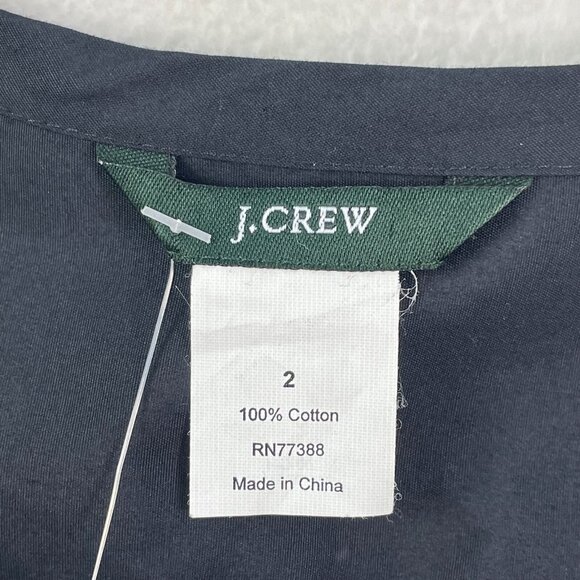 J.CREW
2
100% Cotton
RN77388
Made in China